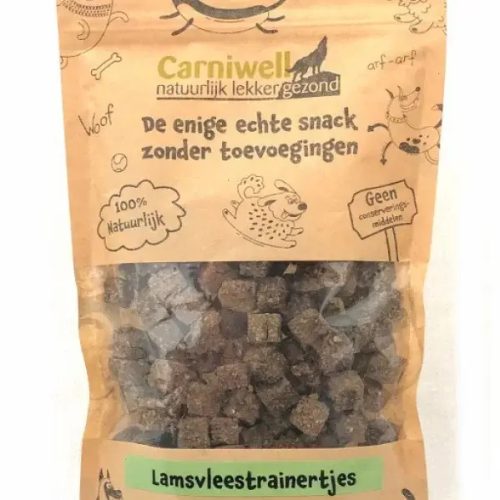 Carniwell
natuurlijk lekker gezond
arf-arf
Woof
De enige echte snack
zonder toevoegingen
100%
Natuurlijk
Geen
conserverings-
middelen
Lamsvleestrainertjes